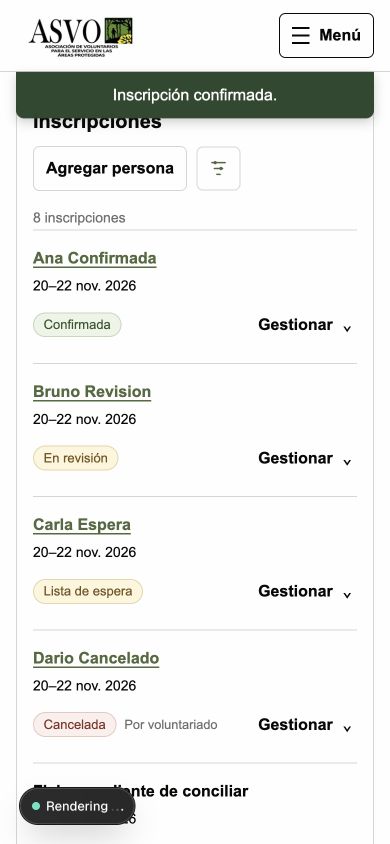 ASVO
ASOCIACIÓN DE VOLUNTARIOS
PARA EL SERVICIO EN LAS
ÁREAS PROTEGIDAS
Menú
Inscripción confirmada.
Inscripciones
Agregar persona
8 inscripciones
Ana Confirmada
20–22 nov. 2026
Confirmada
Gestionar
Bruno Revision
20–22 nov. 2026
En revisión
Gestionar
Carla Espera
20–22 nov. 2026
Lista de espera
Gestionar
Dario Cancelado
20–22 nov. 2026
Cancelada
Por voluntariado
Gestionar
de conciliar
Rendering ...